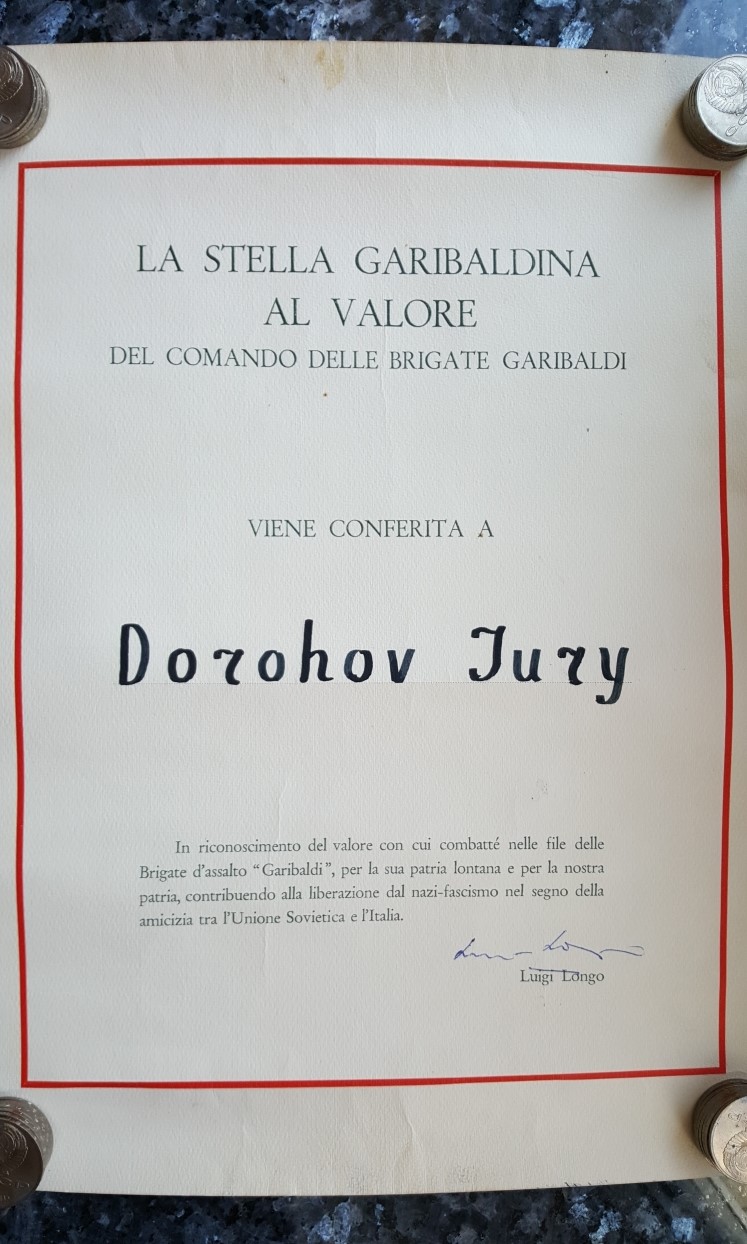 LA STELLA GARIBALDINA
AL VALORE
DEL COMANDO DELLE BRIGATE GARIBALDI
VIENE CONFERITA A
Dorohov Jury
In riconoscimento del valore con cui combatté nelle file delle
Brigate d'assalto "Garibaldi", per la sua patria lontana e per la nostra
patria, contribuendo alla liberazione dal nazi-fascismo nel segno della
amicizia tra l'Unione Sovietica e l'Italia.
Luigi Longo